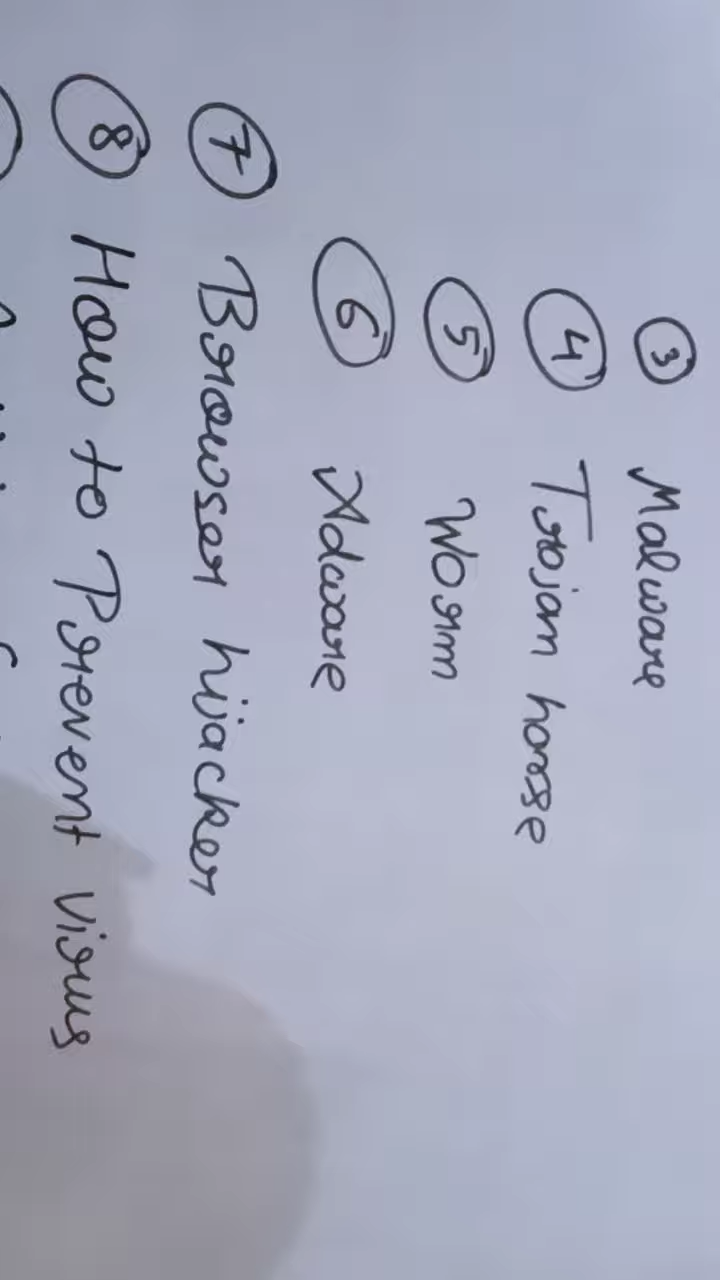 ③ Malware
④ Trojan horse
⑤ Worm
⑥ Adware
⑦ Browser hijacker
⑧ How to Prevent virus